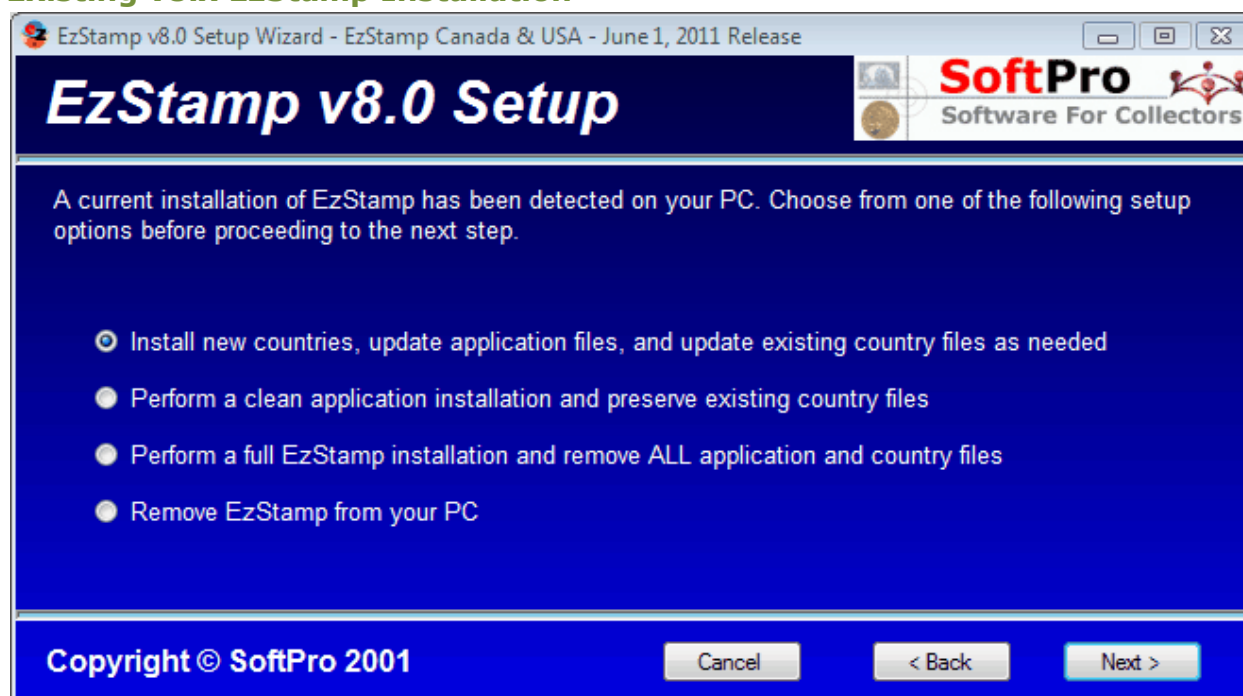 Existing v8.x EzStamp Installation
EzStamp v8.0 Setup Wizard - EzStamp Canada & USA - June 1, 2011 Release
EzStamp v8.0 Setup
SoftPro
Software For Collectors
A current installation of EzStamp has been detected on your PC. Choose from one of the following setup
options before proceeding to the next step.
Install new countries, update application files, and update existing country files as needed
Perform a clean application installation and preserve existing country files
Perform a full EzStamp installation and remove ALL application and country files
Remove EzStamp from your PC
Copyright © SoftPro 2001
Cancel
< Back
Next >